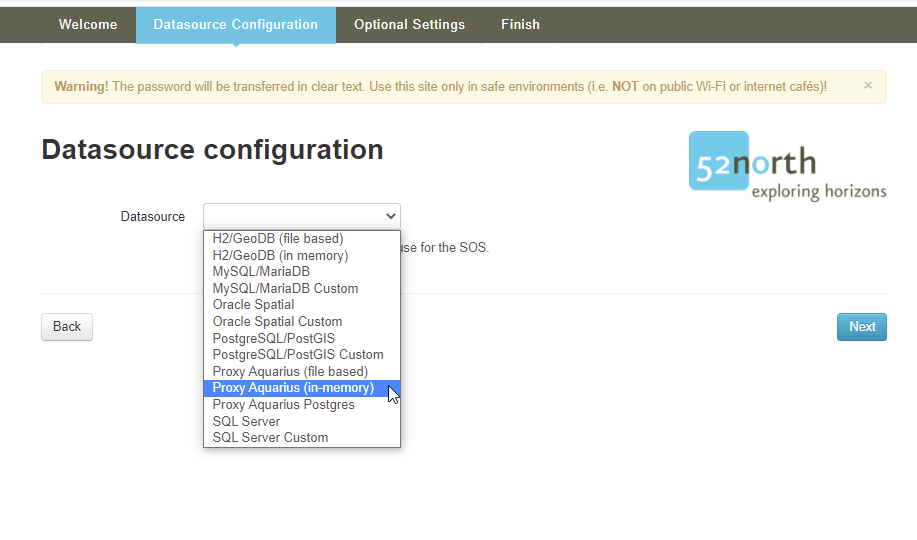 Welcome Datasource Configuration Optional Settings Finish
Warning! The password will be transferred in clear text. Use this site only in safe environments (i.e. NOT on public Wi-Fi or internet cafés)! ×
Datasource configuration
52north
exploring horizons
Datasource
use for the SOS.
H2/GeoDB (file based)
H2/GeoDB (in memory)
MySQL/MariaDB
MySQL/MariaDB Custom
Oracle Spatial
Oracle Spatial Custom
PostgreSQL/PostGIS
PostgreSQL/PostGIS Custom
Proxy Aquarius (file based)
Proxy Aquarius (in-memory)
Proxy Aquarius Postgres
SQL Server
SQL Server Custom
Back
Next